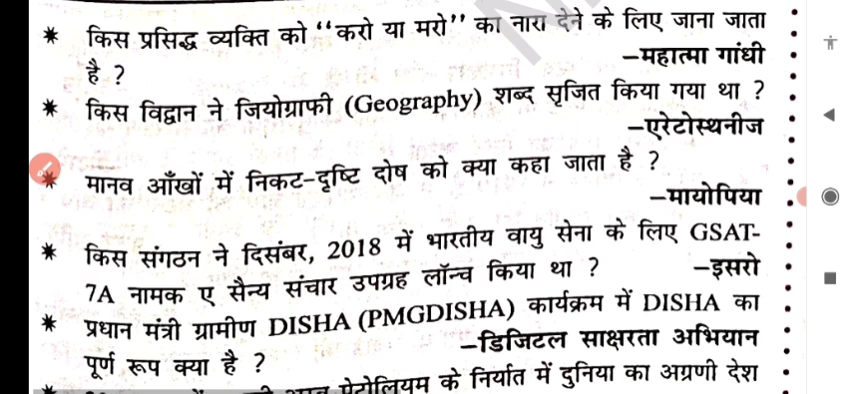 * किस प्रसिद्ध व्यक्ति को “करो या मरो” का नारा देने के लिए जाना जाता
है ? –महात्मा गांधी
* किस विद्वान ने जियोग्राफी (Geography) शब्द सृजित किया गया था ?
–एरेटोस्थनीज
* मानव आँखों में निकट-दृष्टि दोष को क्या कहा जाता है ?
–मायोपिया
* किस संगठन ने दिसंबर, 2018 में भारतीय वायु सेना के लिए GSAT-
7A नामक ए सैन्य संचार उपग्रह लॉन्च किया था ? –इसरो
* प्रधान मंत्री ग्रामीण DISHA (PMGDISHA) कार्यक्रम में DISHA का
पूर्ण रूप क्या है ? –डिजिटल साक्षरता अभियान
पेटोलियम के निर्यात में दुनिया का अग्रणी देश